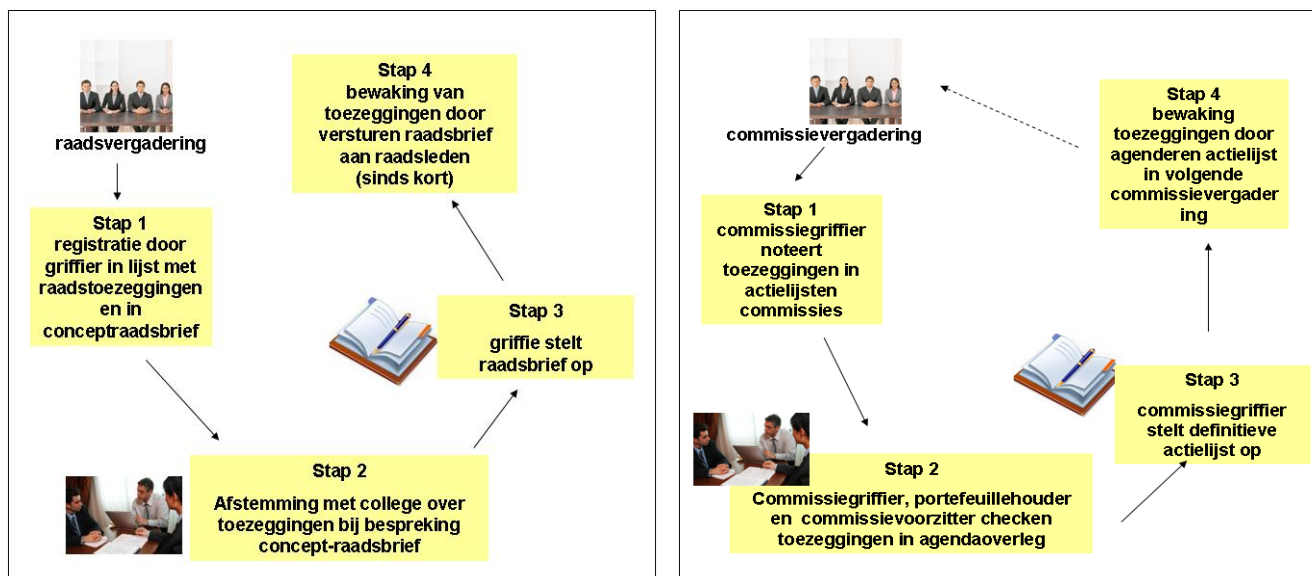 raadsvergadering
Stap 1
registratie door
griffier in lijst met
raadstoezeggingen
en in
conceptraadsbrief
Stap 2
Afstemming met college over
toezeggingen bij bespreking
concept-raadsbrief
Stap 3
griffie stelt
raadsbrief op
Stap 4
bewaking van
toezeggingen door
versturen raadsbrief
aan raadsleden
(sinds kort)
commissievergadering
Stap 1
commissiegriffier
noteert
toezeggingen in
actielijsten
commissies
Stap 2
Commissiegriffier, portefeuillehouder
en commissievoorzitter checken
toezeggingen in agendaoverleg
Stap 3
commissiegriffier
stelt definitieve
actielijst op
Stap 4
bewaking
toezeggingen door
agenderen actielijst
in volgende
commissievergader
ing